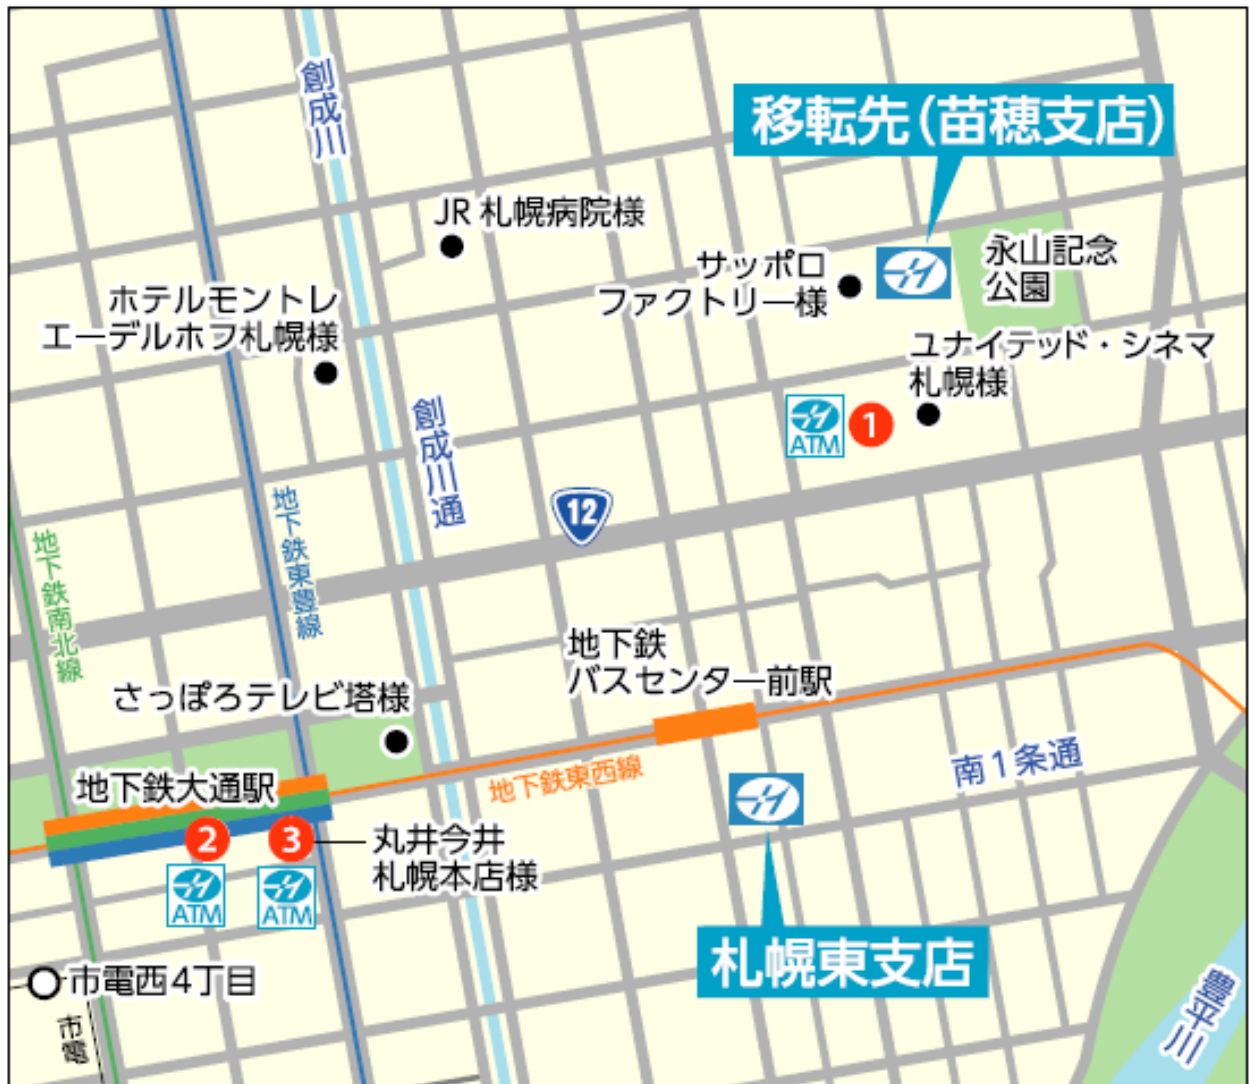 創成川
移転先(苗穂支店)
JR 札幌病院様
サッポロ
ファクトリー様
永山記念
公園
ホテルモントレ
エーデルホフ札幌様
ユナイテッド・シネマ
札幌様
ATM
1
創成川通
12
地下鉄東豊線
地下鉄南北線
地下鉄
バスセンター前駅
さっぽろテレビ塔様
地下鉄大通駅
地下鉄東西線
南1条通
2
3
丸井今井
札幌本店様
ATM
ATM
札幌東支店
市電西4丁目
市電
豊平川